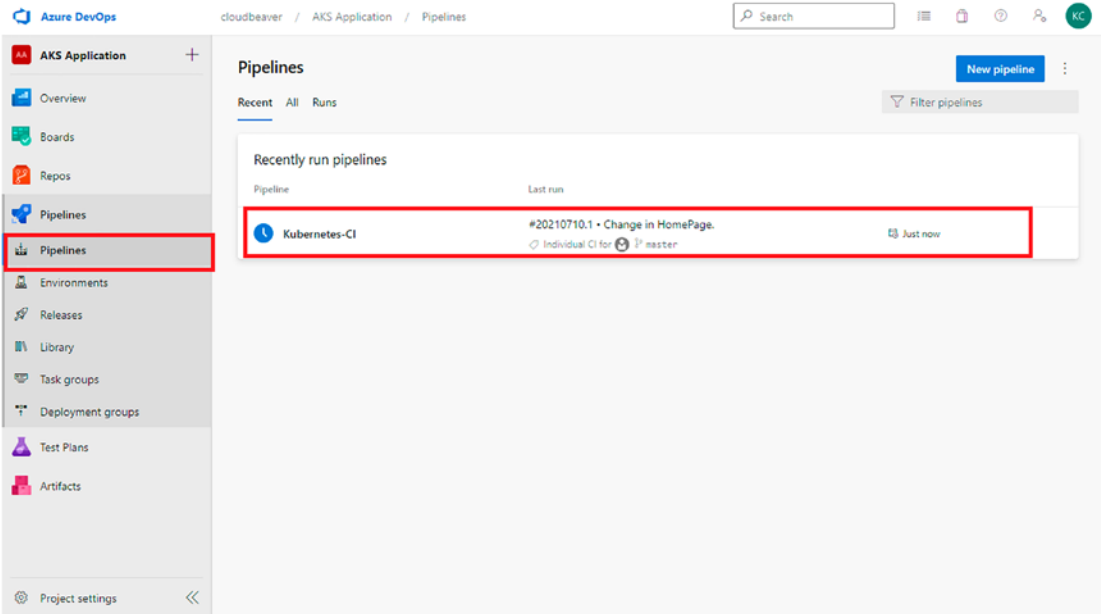 Azure DevOps
cloudbeaver / AKS Application / Pipelines
Search
KC
AA AKS Application
Overview
Boards
Repos
Pipelines
Pipelines
Environments
Releases
Library
Task groups
Deployment groups
Test Plans
Artifacts
Project settings
Pipelines
New pipeline
Recent All Runs
Filter pipelines
Recently run pipelines
Pipeline Last run
Kubernetes-CI
#20210710.1 • Change in HomePage.
Individual CI for master
Just now